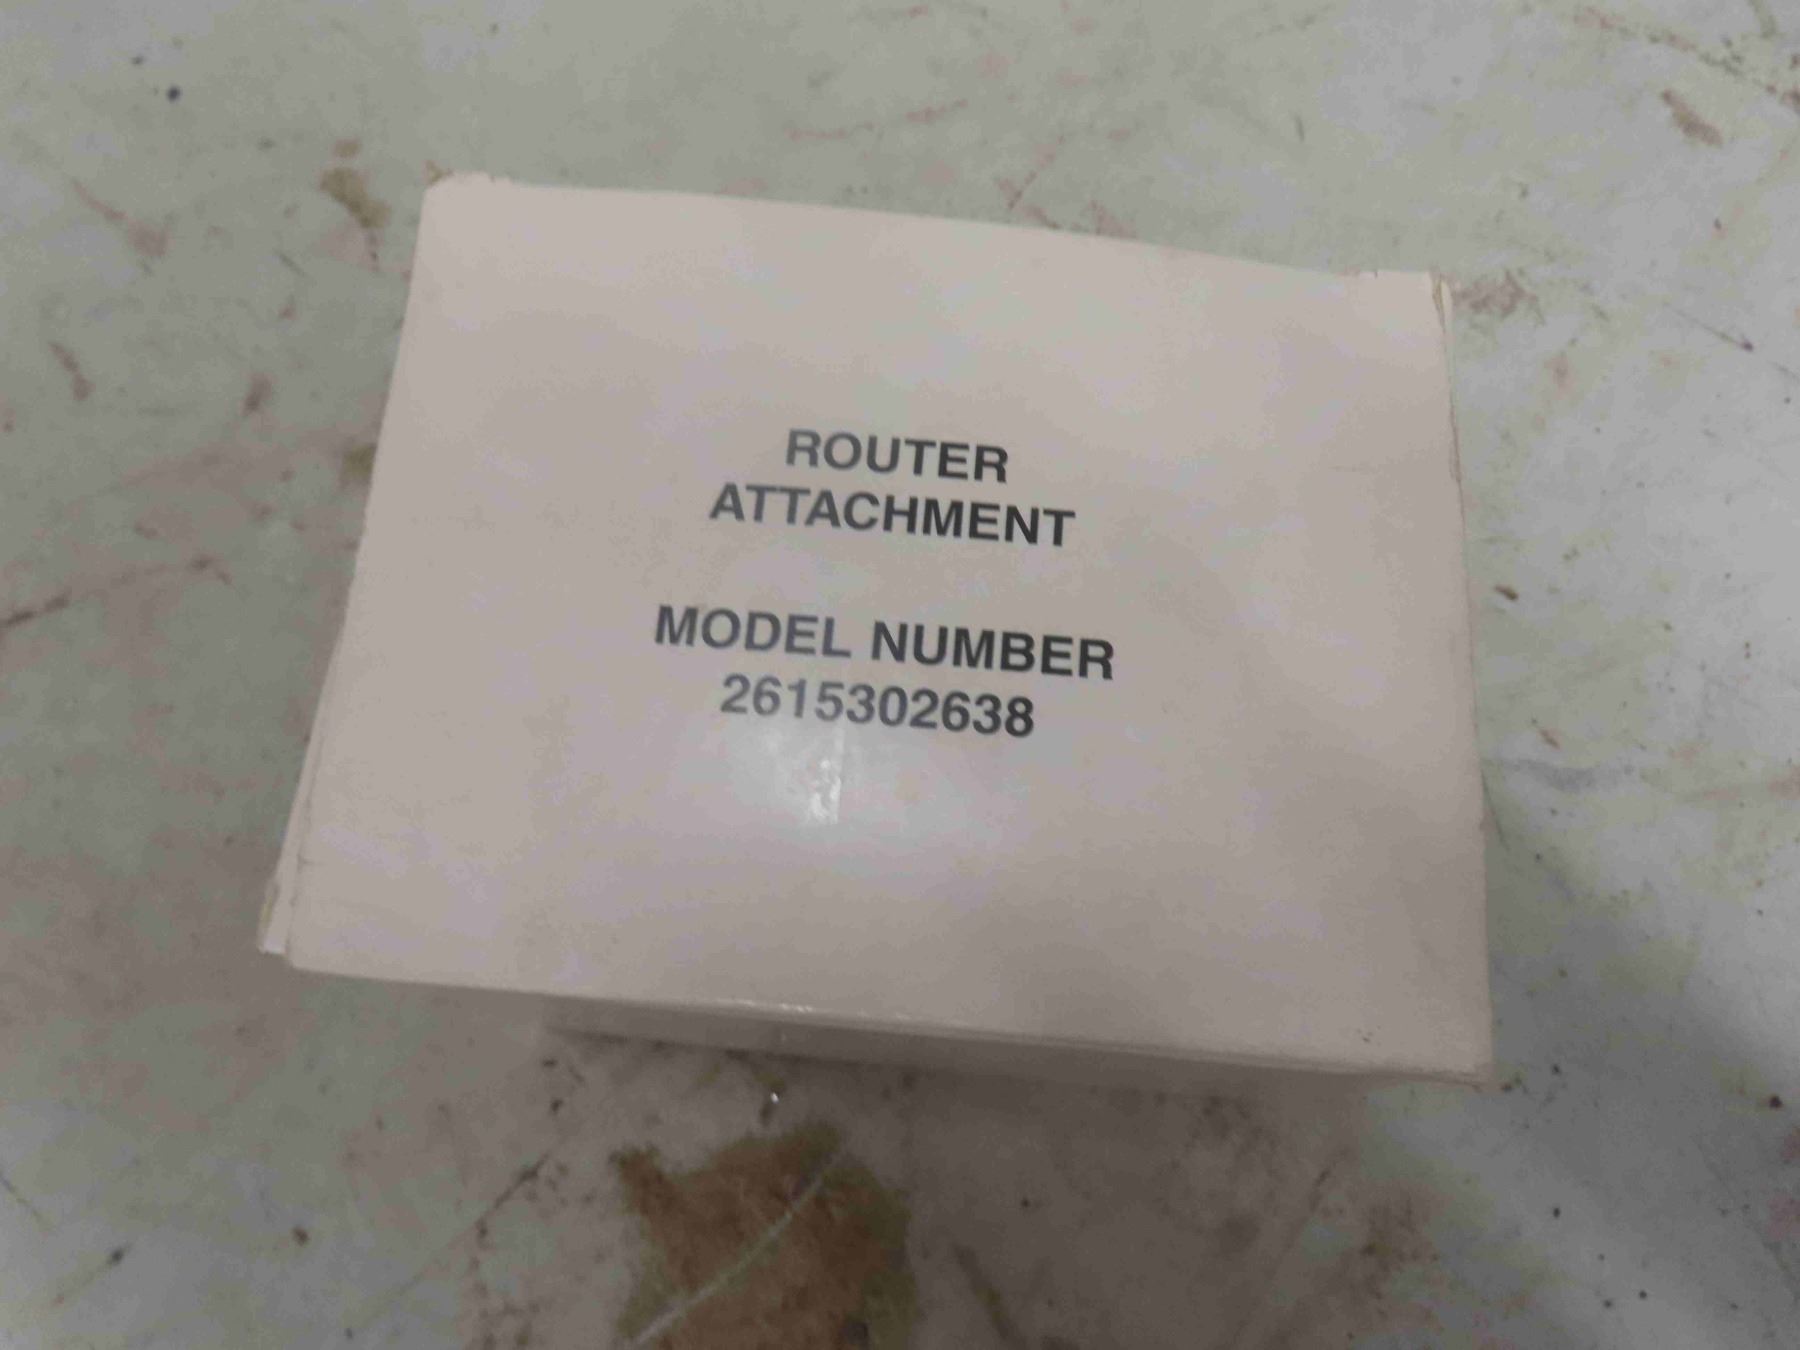 ROUTER
ATTACHMENT
MODEL NUMBER
2615302638